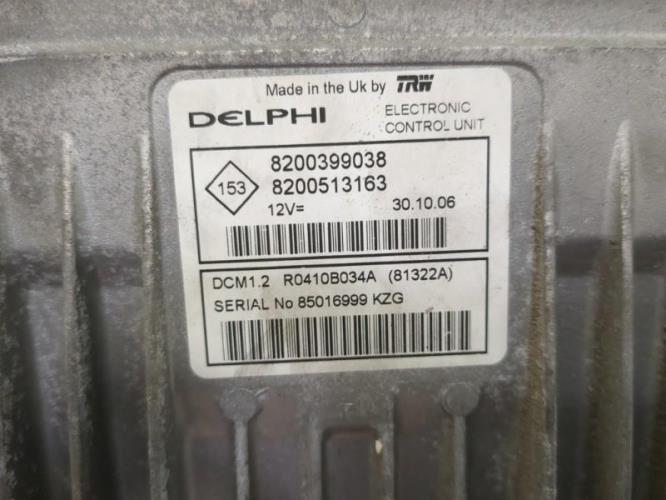 Made in the Uk by TRW
DELPHI
ELECTRONIC
CONTROL UNIT
153
8200399038
8200513163
12V= 30.10.06
DCM1.2 R0410B034A (81322A)
SERIAL No 85016999 KZG